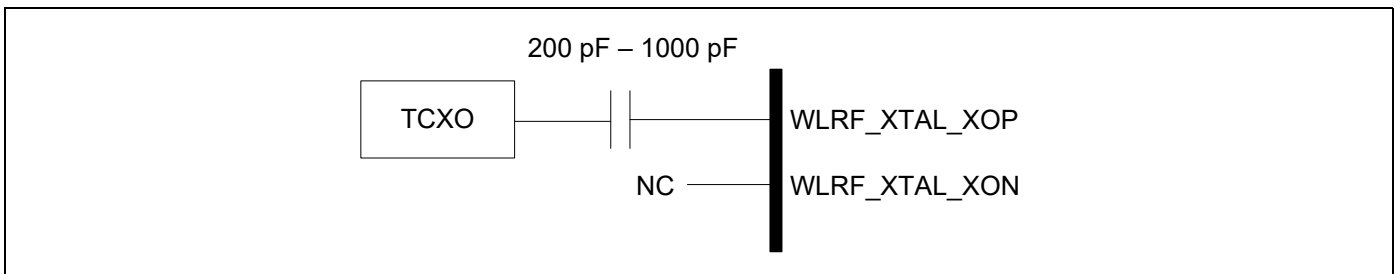 200 pF – 1000 pF
TCXO
WLRF_XTAL_XOP
NC
WLRF_XTAL_XON